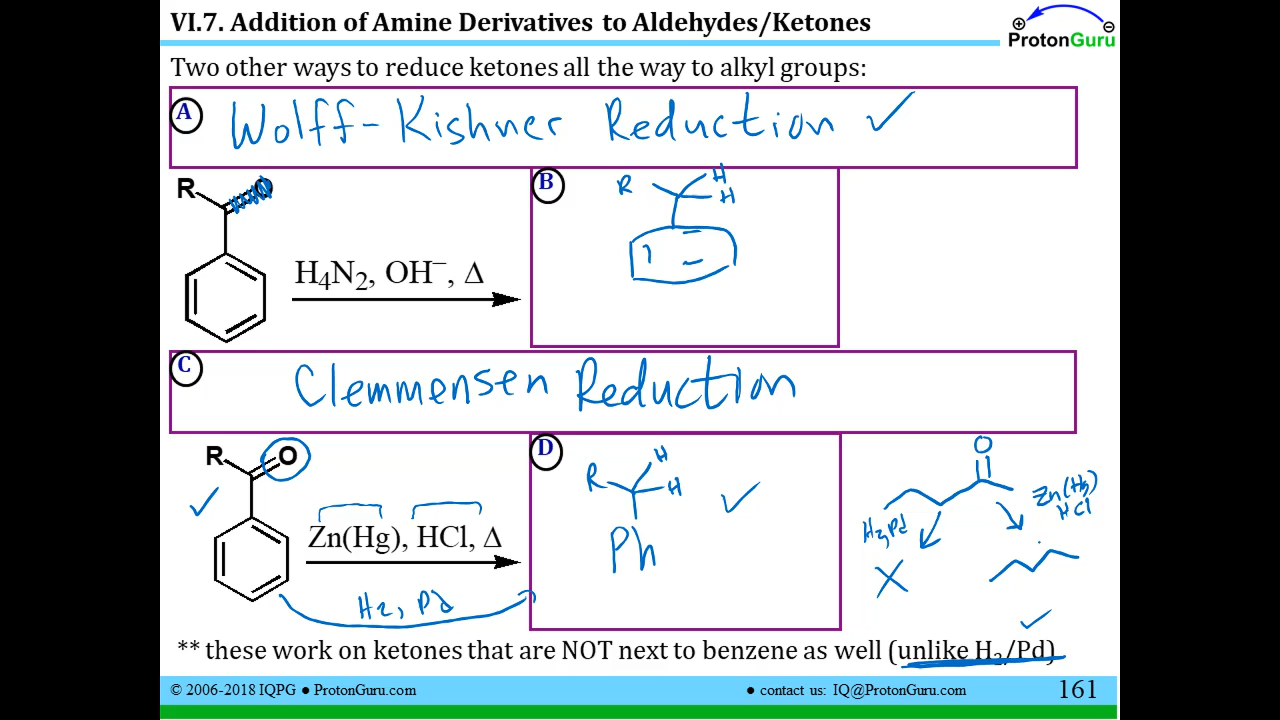 VI.7. Addition of Amine Derivatives to Aldehydes/Ketones
ProtonGuru
Two other ways to reduce ketones all the way to alkyl groups:
A Wolff-Kishner Reduction ✓
R O
H₄N₂, OH⁻, Δ
B
R H
H
C Clemmensen Reduction
R O
✓
Zn(Hg), HCl, Δ
H₂, Pd
D
R H
H
Ph
✓
O
Zn(Hg)
HCl
H₂, Pd
X
✓
** these work on ketones that are NOT next to benzene as well (unlike H₂/Pd)
© 2006-2018 IQPG ● ProtonGuru.com ● contact us: IQ@ProtonGuru.com 161